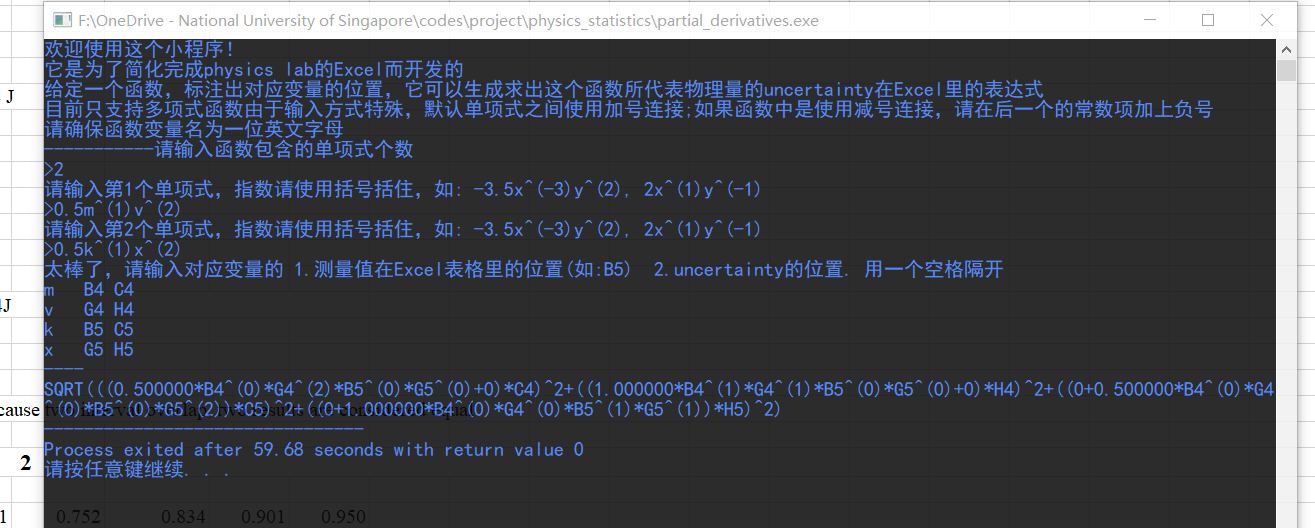 F:\OneDrive - National University of Singapore\codes\project\physics_statistics\partial_derivatives.exe
欢迎使用这个小程序!
它是为了简化完成physics lab的Excel而开发的
J
给定一个函数，标注出对应变量的位置，它可以生成求出这个函数所代表物理量的uncertainty在Excel里的表达式
目前只支持多项式函数由于输入方式特殊，默认单项式之间使用加号连接;如果函数中是使用减号连接，请在后一个的常数项加上负号
请确保函数变量名为一位英文字母
-----------请输入函数包含的单项式个数
>2
请输入第1个单项式，指数请使用括号括住，如: -3.5x^(-3)y^(2), 2x^(1)y^(-1)
>0.5m^(1)v^(2)
请输入第2个单项式，指数请使用括号括住，如: -3.5x^(-3)y^(2), 2x^(1)y^(-1)
>0.5k^(1)x^(2)
太棒了，请输入对应变量的 1.测量值在Excel表格里的位置(如:B5) 2.uncertainty的位置. 用一个空格隔开
m B4 C4
v G4 H4
J
k B5 C5
x G5 H5
----
SQRT(((0.500000*B4^(0)*G4^(2)*B5^(0)*G5^(0)+0)*C4)^2+((1.000000*B4^(1)*G4^(1)*B5^(0)*G5^(0)+0)*H4)^2+((0+0.500000*B4^(0)*G4
^(0)*B5^(0)*G5^(2))*C5)^2+((0+1.000000*B4^(0)*G4^(0)*B5^(1)*G5^(1))*H5)^2)
cause
--------------------------------
Process exited after 59.68 seconds with return value 0
2
请按任意键继续. . .
1 0.752 0.834 0.901 0.950